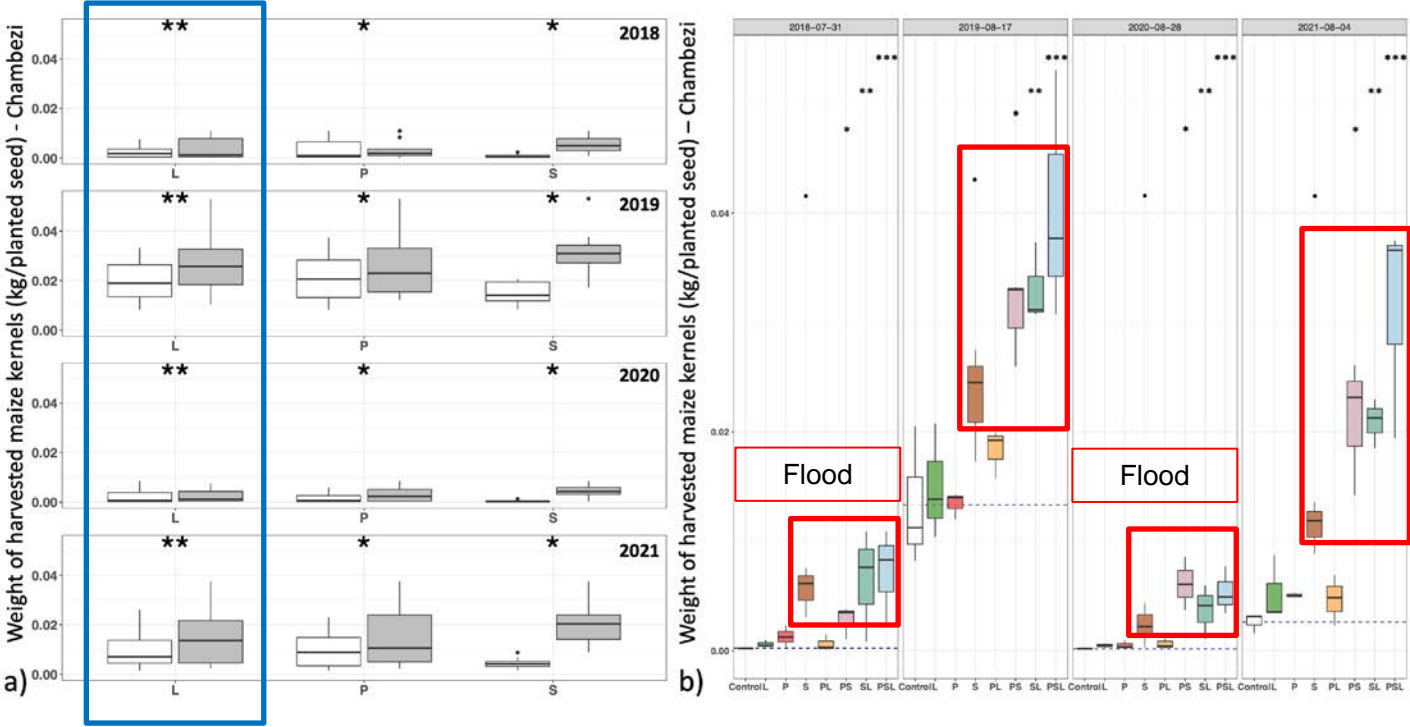 Weight of harvested maize kernels (kg/planted seed) - Chambezi
** * * 2018
0.04
0.02
0.00
L P S
** * * 2019
0.04
0.02
0.00
L P S
** * * 2020
0.04
0.02
0.00
L P S
** * * 2021
0.04
0.02
0.00
L P S
a)
Weight of harvested maize kernels (kg/planted seed) – Chambezi
2018-07-31 2019-08-17 2020-08-28 2021-08-04
*** *** *** ***
** ** ** **
* * * *
0.04
0.02
Flood Flood
0.00
Control L P S PL PS SL PSL Control L P S PL PS SL PSL Control L P S PL PS SL PSL Control L P S PL PS SL PSL
b)